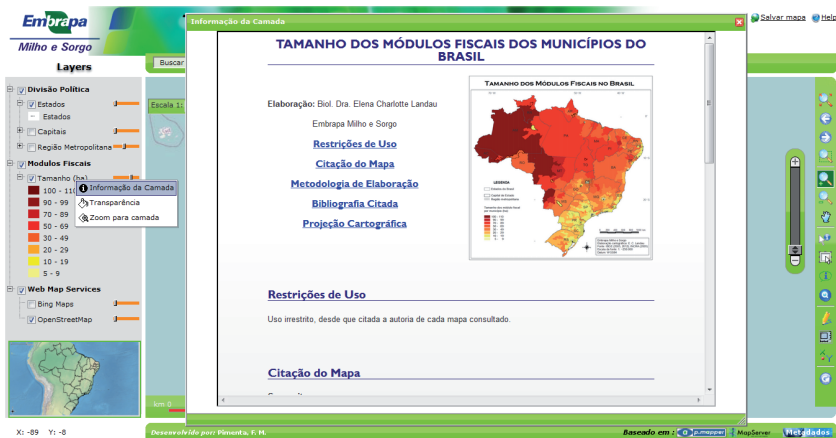 Embrapa
Milho e Sorgo
Salvar mapa
Help
Layers
Buscar
Escala 1:
Divisão Política
Estados
Estados
Capitais
Região Metropolitana
Modulos Fiscais
Tamanho (ha)
100 - 110
90 - 99
70 - 89
50 - 69
30 - 49
20 - 29
10 - 19
5 - 9
Informação da Camada
Transparência
Zoom para camada
Web Map Services
Bing Maps
OpenStreetMap
X: -89 Y: -8
km 0
Informação da Camada
TAMANHO DOS MÓDULOS FISCAIS DOS MUNICÍPIOS DO
BRASIL
Elaboração: Biol. Dra. Elena Charlotte Landau
Embrapa Milho e Sorgo
Restrições de Uso
Citação do Mapa
Metodologia de Elaboração
Bibliografia Citada
Projeção Cartográfica
TAMANHO DOS MÓDULOS FISCAIS NO BRASIL
LEGENDA
Restrições de Uso
Uso irrestrito, desde que citada a autoria de cada mapa consultado.
Citação do Mapa
Desenvolvido por: Pimenta, F. M.
Baseado em : p.mapper MapServer Metadados